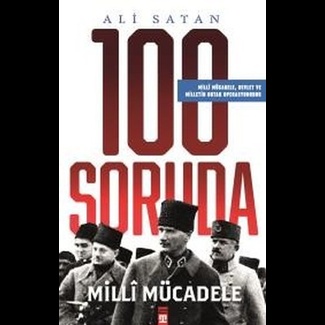 ALİ SATAN
100
MİLLÎ MÜCADELE, DEVLET VE
MİLLETİN ORTAK OPERASYONUDUR
SORUDA
MİLLÎ MÜCADELE